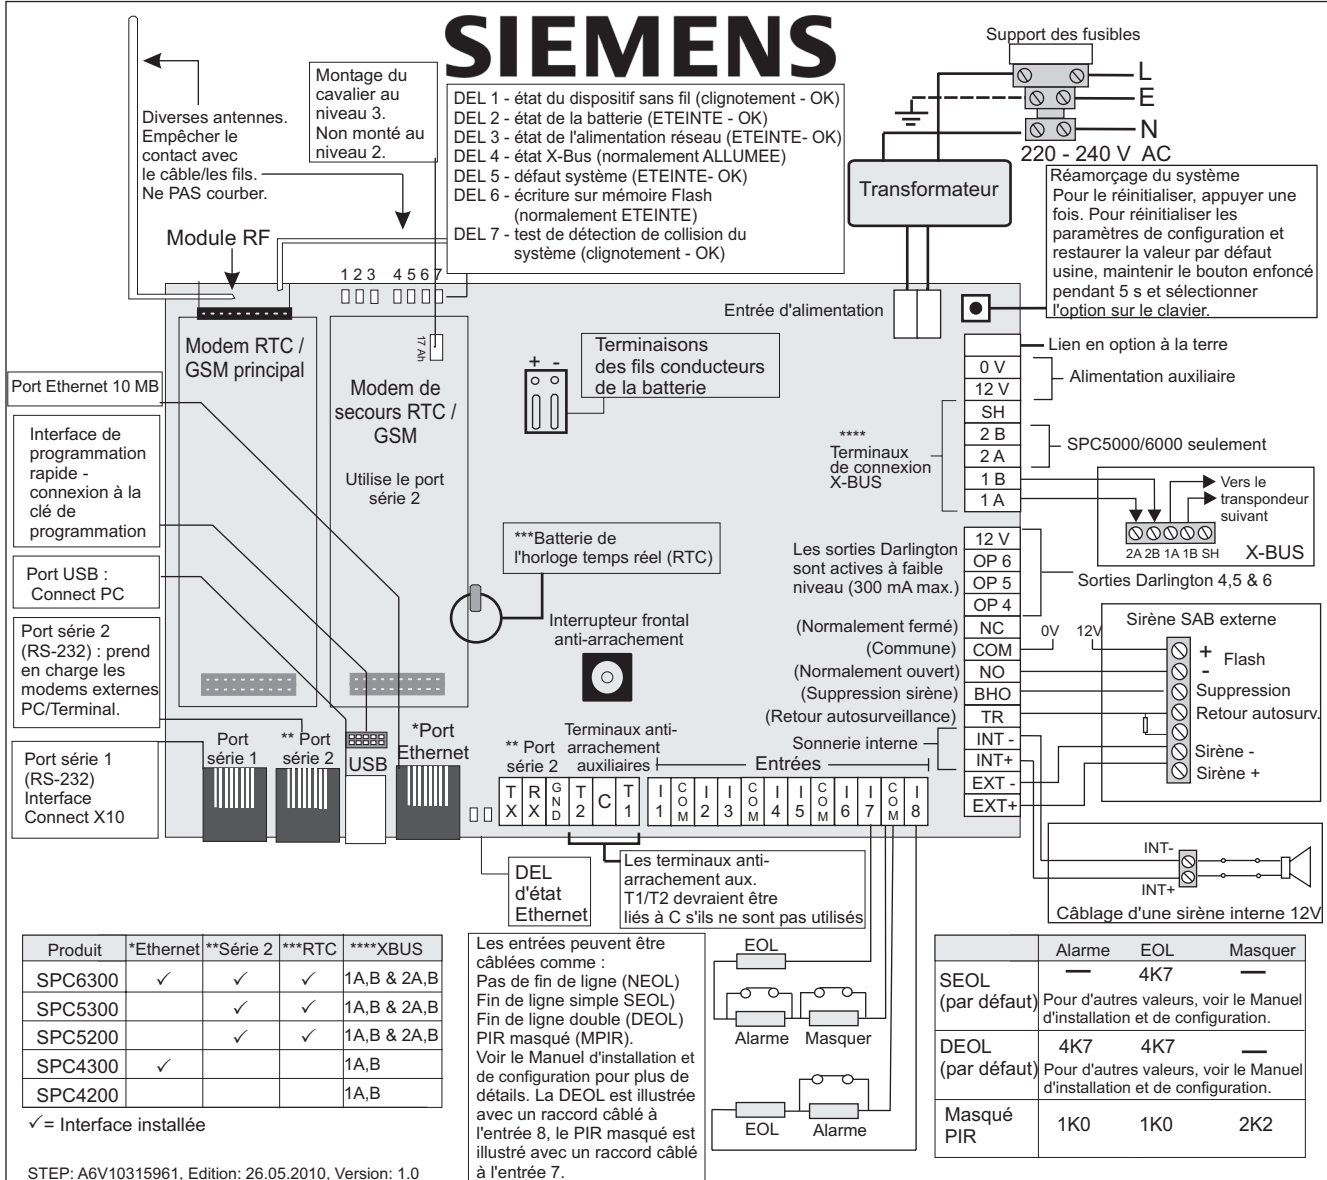 SIEMENS
Support des fusibles
L
E
N
220 - 240 V AC
Transformateur
Diverses antennes.
Empêcher le
contact avec
le câble/les fils.
Ne PAS courber.
Montage du
cavalier au
niveau 3.
Non monté au
niveau 2.
DEL 1 - état du dispositif sans fil (clignotement - OK)
DEL 2 - état de la batterie (ETEINTE - OK)
DEL 3 - état de l'alimentation réseau (ETEINTE- OK)
DEL 4 - état X-Bus (normalement ALLUMEE)
DEL 5 - défaut système (ETEINTE- OK)
DEL 6 - écriture sur mémoire Flash
(normalement ETEINTE)
DEL 7 - test de détection de collision du
système (clignotement - OK)
Réamorçage du système
Pour le réinitialiser, appuyer une
fois. Pour réinitialiser les
paramètres de configuration et
restaurer la valeur par défaut
usine, maintenir le bouton enfoncé
pendant 5 s et sélectionner
l'option sur le clavier.
Module RF
1 2 3 4 5 6 7
Entrée d'alimentation
Modem RTC /
GSM principal
17 Ah
Modem de
secours RTC /
GSM
Utilise le port
série 2
+ -
Terminaisons
des fils conducteurs
de la batterie
Lien en option à la terre
0 V
12 V
Alimentation auxiliaire
SH
2 B
2 A
1 B
1 A
SPC5000/6000 seulement
****
Terminaux
de connexion
X-BUS
Vers le
transpondeur
suivant
2A 2B 1A 1B SH
X-BUS
Port Ethernet 10 MB
Interface de
programmation
rapide -
connexion à la
clé de
programmation
Port USB :
Connect PC
Port série 2
(RS-232) : prend
en charge les
modems externes
PC/Terminal.
Port série 1
(RS-232)
Interface
Connect X10
***Batterie de
l'horloge temps réel (RTC)
Interrupteur frontal
anti-arrachement
Les sorties Darlington
sont actives à faible
niveau (300 mA max.)
12 V
OP 6
OP 5
OP 4
Sorties Darlington 4,5 & 6
(Normalement fermé)
NC
(Commune)
COM
0V
12V
(Normalement ouvert)
NO
(Suppression sirène)
BHO
(Retour autosurveillance)
TR
Sonnerie interne
INT -
INT+
EXT -
EXT+
Sirène SAB externe
+
-
Flash
Suppression
Retour autosurv.
Sirène -
Sirène +
Port
série 1
** Port
série 2
USB
*Port
Ethernet
** Port
série 2
Terminaux anti-
arrachement
auxiliaires
Entrées
TX RX GND T2 C T1 I1 COM I2 I3 COM I4 I5 COM I6 I7 COM I8
DEL
d'état
Ethernet
Les terminaux anti-
arrachement aux.
T1/T2 devraient être
liés à C s'ils ne sont pas utilisés
INT-
INT+
Câblage d'une sirène interne 12V
Produit *Ethernet **Série 2 ***RTC ****XBUS
SPC6300 ✓ ✓ ✓ 1A,B & 2A,B
SPC5300 ✓ ✓ 1A,B & 2A,B
SPC5200 ✓ ✓ 1A,B & 2A,B
SPC4300 ✓ 1A,B
SPC4200 1A,B
✓= Interface installée
STEP: A6V10315961, Edition: 26.05.2010, Version: 1.0
Les entrées peuvent être
câblées comme :
Pas de fin de ligne (NEOL)
Fin de ligne simple SEOL)
Fin de ligne double (DEOL)
PIR masqué (MPIR).
Voir le Manuel d'installation et
de configuration pour plus de
détails. La DEOL est illustrée
avec un raccord câblé à
l'entrée 8, le PIR masqué est
illustré avec un raccord câblé
à l'entrée 7.
EOL
Alarme Masquer
EOL Alarme
Alarme EOL Masquer
SEOL
(par défaut)
— 4K7 —
Pour d'autres valeurs, voir le Manuel
d'installation et de configuration.
DEOL
(par défaut)
4K7 4K7 —
Pour d'autres valeurs, voir le Manuel
d'installation et de configuration.
Masqué
PIR
1K0 1K0 2K2